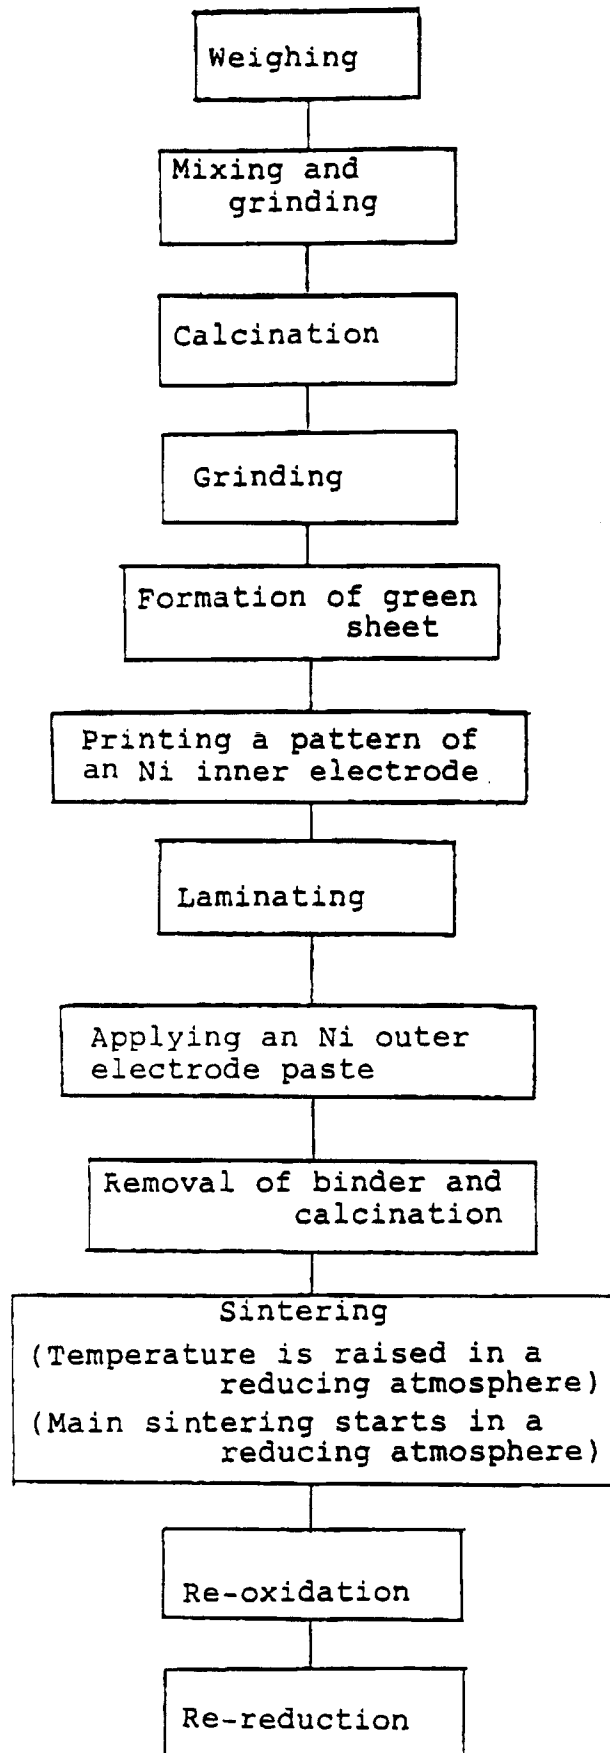 Weighing
Mixing and
grinding
Calcination
Grinding
Formation of green
sheet
Printing a pattern of
an Ni inner electrode
Laminating
Applying an Ni outer
electrode paste
Removal of binder and
calcination
Sintering
(Temperature is raised in a
reducing atmosphere)
(Main sintering starts in a
reducing atmosphere)
Re-oxidation
Re-reduction